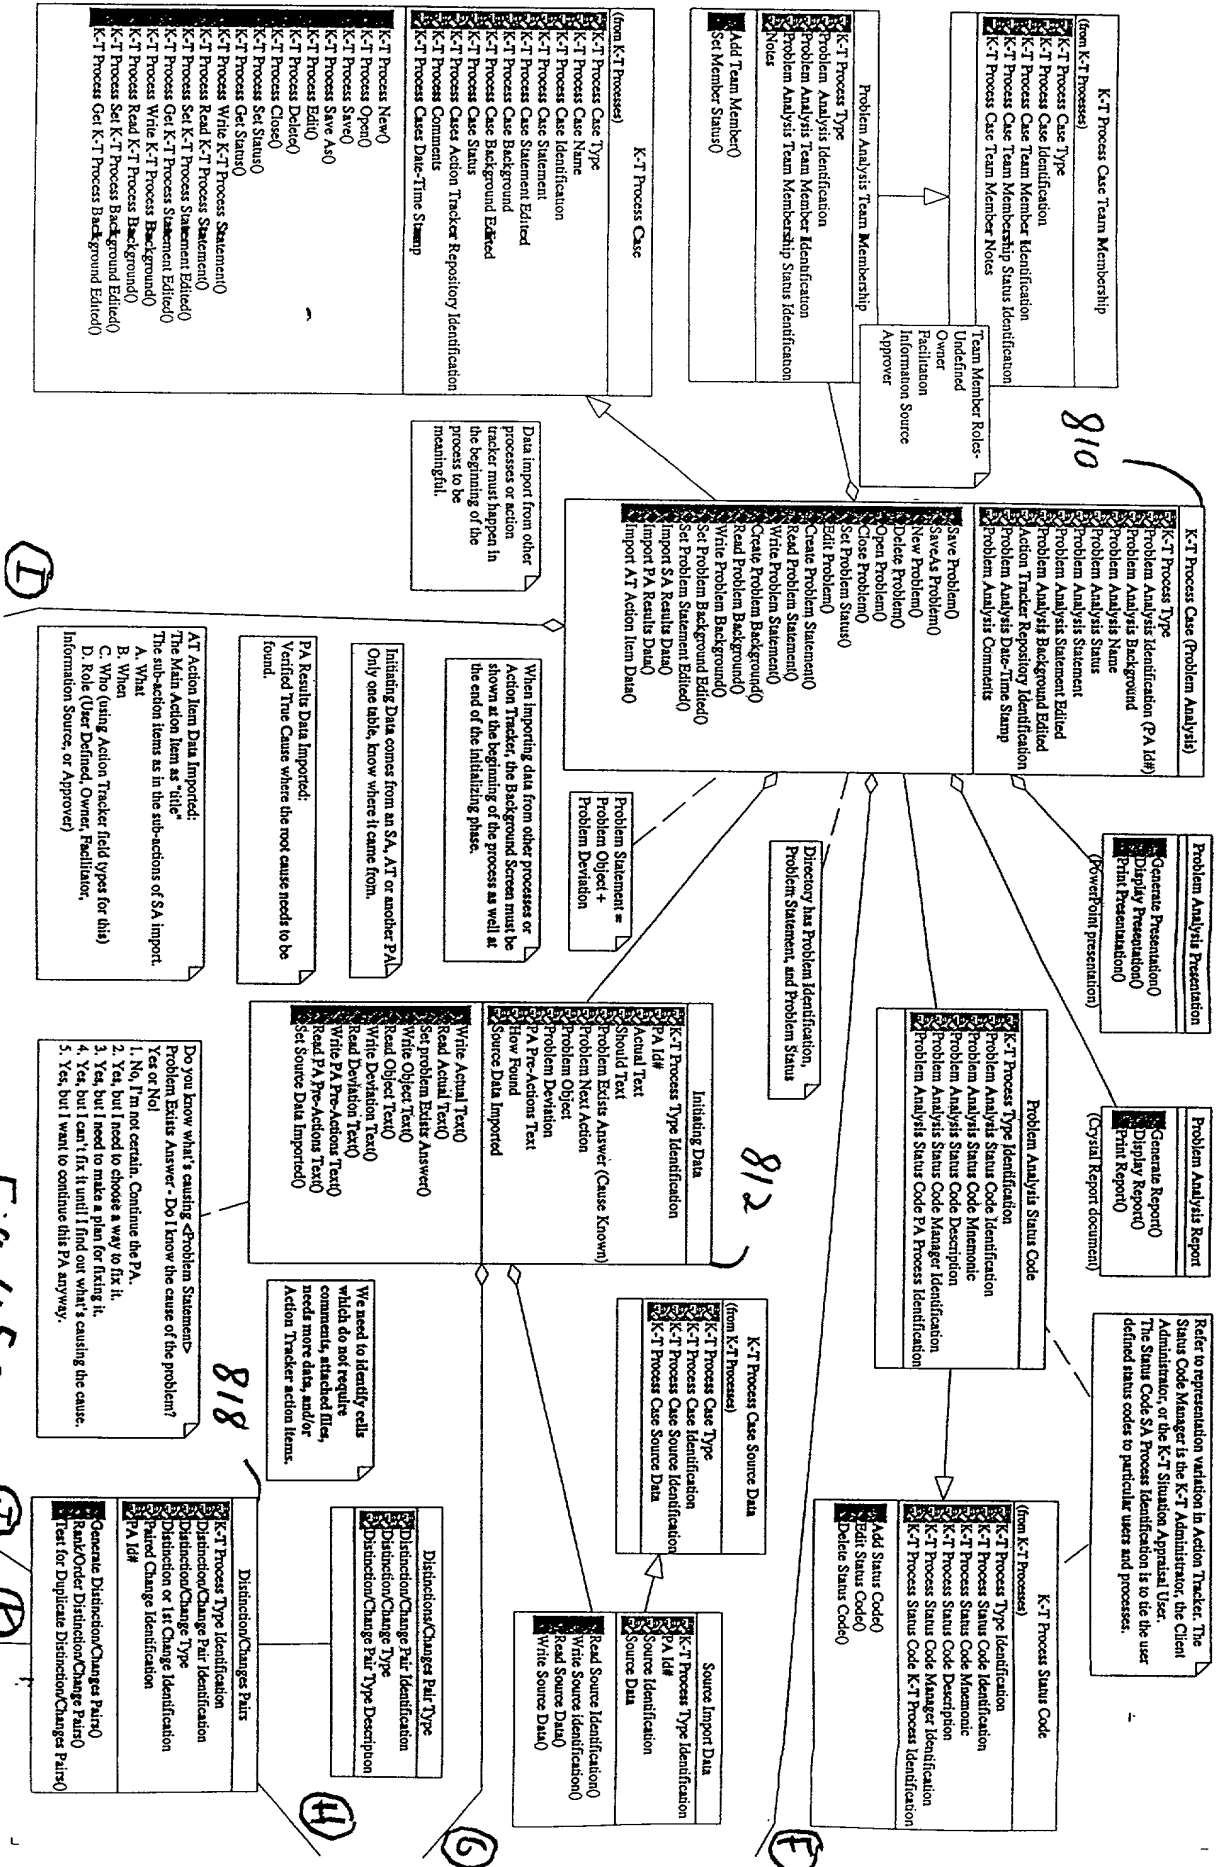 K-T Process Case Team Membership
(from K-T Processes)
K-T Process Case Type
K-T Process Case Identification
K-T Process Case Team Member Identification
K-T Process Case Team Membership Status Identification
K-T Process Case Team Member Notes
Problem Analysis Team Membership
K-T Process Type
Problem Analysis Identification
Problem Analysis Team Member Identification
Problem Analysis Team Membership Status Identification
Notes
Add Team Member()
Set Member Status()
Team Member Roles-
Undefined
Owner
Facilitation
Information Source
Approver
K-T Process Case
(from K-T Processes)
K-T Process Case Type
K-T Process Case Name
K-T Process Case Identification
K-T Process Case Statement
K-T Process Case Statement Edited
K-T Process Case Background
K-T Process Case Background Edited
K-T Process Case Status
K-T Process Cases Action Tracker Repository Identification
K-T Process Comments
K-T Process Cases Date-Time Stamp
K-T Process New()
K-T Process Open()
K-T Process Save()
K-T Process Save As()
K-T Process Edit()
K-T Process Delete()
K-T Process Close()
K-T Process Set Status()
K-T Process Get Status()
K-T Process Write K-T Process Statement()
K-T Process Read K-T Process Statement()
K-T Process Set K-T Process Statement Edited()
K-T Process Get K-T Process Statement Edited()
K-T Process Write K-T Process Background()
K-T Process Read K-T Process Background()
K-T Process Set K-T Process Background Edited()
K-T Process Get K-T Process Background Edited()
810
K-T Process Case (Problem Analysis)
K-T Process Type
Problem Analysis Identification (PA Id#)
Problem Analysis Background
Problem Analysis Name
Problem Analysis Status
Problem Analysis Statement
Problem Analysis Statement Edited
Problem Analysis Background Edited
Action Tracker Repository Identification
Problem Analysis Date-Time Stamp
Problem Analysis Comments
Save Problem()
SaveAs Problem()
New Problem()
Delete Problem()
Open Problem()
Close Problem()
Set Problem Status()
Edit Problem()
Create Problem Statement()
Read Problem Statement()
Write Problem Statement()
Create Problem Background()
Read Problem Background()
Write Problem Background()
Set Problem Background Edited()
Set Problem Statement Edited()
Import SA Results Data()
Import PA Results Data()
Import AT Action Item Data()
Data import from other
processes or action
tracker must happen in
the beginning of the
process to be
meaningful.
I
Problem Analysis Presentation
Generate Presentation()
Display Presentation()
Print Presentatation()
(PowerPoint presentation)
Problem Analysis Report
Generate Report()
Display Report()
Print Report()
(Crystal Report document)
Refer to representation variation in Action Tracker. The
Status Code Manager is the K-T Administrator, the Client
Administrator, or the K-T Situation Appraisal User.
The Status Code SA Process Identification is to tie the user
defined status codes to particular users and processes.
Problem Analysis Status Code
K-T Process Type Identification
Problem Analysis Status Code Identification
Problem Analysis Status Code Mnemonic
Problem Analysis Status Code Description
Problem Analysis Status Code Manager Identification
Problem Analysis Status Code PA Process Identification
K-T Process Status Code
(from K-T Processes)
K-T Process Type Identification
K-T Process Status Code Identification
K-T Process Status Code Mnemonic
K-T Process Status Code Description
K-T Process Status Code Manager Identification
K-T Process Status Code K-T Process Identification
Add Status Code()
Edit Status Code()
Delete Status Code()
Directory has Problem Identification,
Problem Statement, and Problem Status
F
Problem Statement =
Problem Object +
Problem Deviation
When importing data from other processes or
Action Tracker, the Background Screen must be
shown at the beginning of the process as well at
the end of the initializing phase.
Initiating Data comes from an SA, AT or another PA
Only one table, know where it came from.
PA Results Data Imported:
Verified True Cause where the root cause needs to be
found.
AT Action Item Data Imported:
The Main Action Item as "title"
The sub-action items as in the sub-actions of SA import.
A. What
B. When
C. Who (using Action Tracker field types for this)
D. Role (User Defined, Owner, Facilitator,
Information Source, or Approver)
812
Initiating Data
K-T Process Type Identification
PA Id#
Actual Text
Should Text
Problem Exists Answer (Cause Known)
Problem Next Action
Problem Object
Problem Deviation
PA Pre-Actions Text
How Found
Source Data Imported
Write Actual Text()
Read Actual Text()
Set problem Exists Answer()
Write Object Text()
Read Object Text()
Write Deviation Text()
Read Deviation Text()
Write PA Pre-Actions Text()
Read PA Pre-Actions Text()
Set Source Data Imported()
Do you know what's causing <Problem Statement>
Problem Exists Answer - Do I know the cause of the problem?
Yes or No!
1. No, I'm not certain. Continue the PA.
2. Yes, but I need to choose a way to fix it.
3. Yes, but I need to make a plan for fixing it.
4. Yes, but I can't fix it until I find out what's causing the cause.
5. Yes, but I want to continue this PA anyway.
K-T Process Case Source Data
(from K-T Processes)
K-T Process Case Type
K-T Process Case Identification
K-T Process Case Source Identification
K-T Process Case Source Data
Source Import Data
K-T Process Type Identification
PA Id#
Source Identification
Source Data
Read Source Identification()
Write Source identification()
Read Source Data()
Write Source Data()
G
We need to identify cells
which do not require
comments, attached files,
needs more data, and/or
Action Tracker action items.
Distinctions/Changes Pair Type
Distinction/Change Pair Identification
Distinction/Change Type
Distinction/Change Pair Type Description
H
818
Distinction/Changes Pairs
K-T Process Type Identification
Distinction/Change Pair Identification
Distinction/Change Type
Distinction or 1st Change Identification
Paired Change Identification
PA Id#
Generate Distinction/Changes Pairs()
Rank/Order Distinction/Change Pairs()
Test for Duplicate Distinction/Changes Pairs()